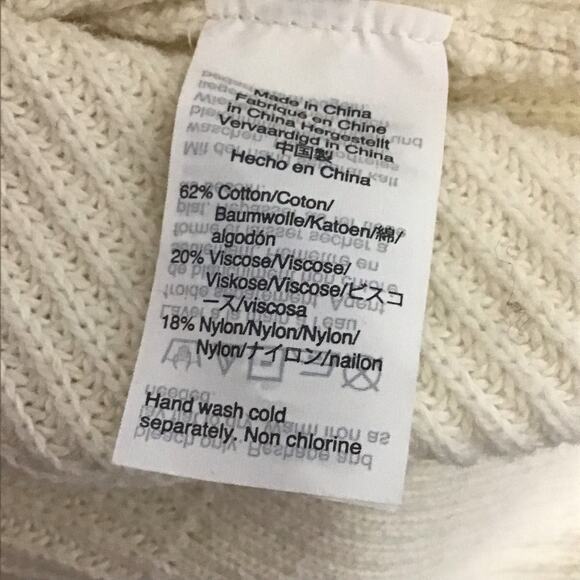 Made in China
Fabriqué en Chine
in China Hergestellt
Vervaardigd in China
中国製
Hecho en China
62% Cotton/Coton/
Baumwolle/Katoen/綿/
algodón
20% Viscose/Viscose/
Viskose/Viscose/ビスコ
ース/viscosa
18% Nylon/Nylon/Nylon/
Nylon/ナイロン/nailon
Hand wash cold
separately. Non chlorine